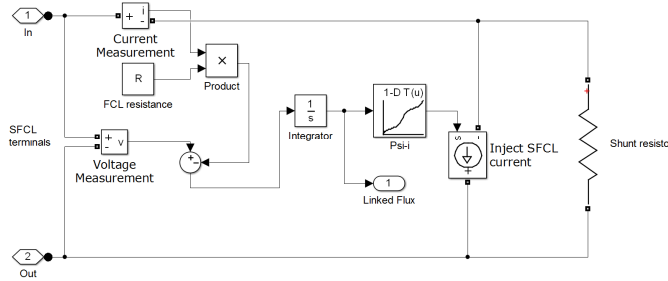 1
In
+
i
-
Current
Measurement
×
Product
R
FCL resistance
SFCL
terminals
+
-
v
Voltage
Measurement
+
-
1
s
Integrator
1-D T(u)
Psi-i
1
Linked Flux
s
-
+
Inject SFCL
current
+
Shunt resisto
2
Out